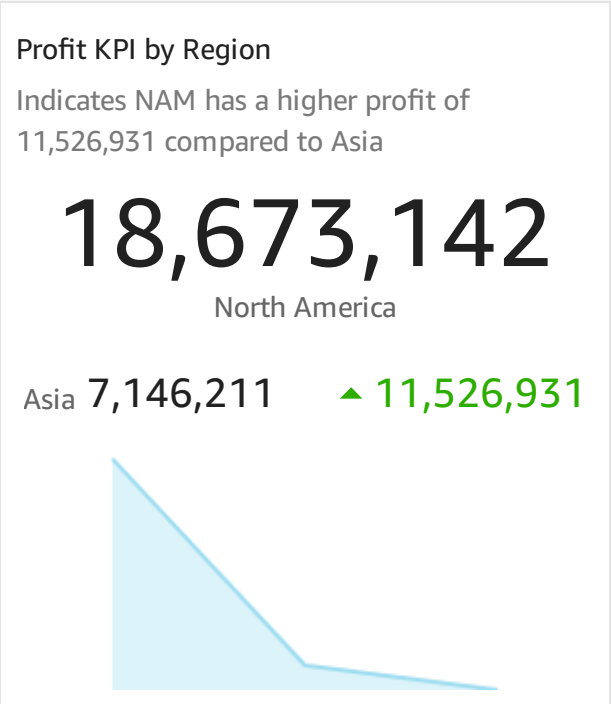 Profit KPI by Region
Indicates NAM has a higher profit of
11,526,931 compared to Asia
18,673,142
North America
Asia 7,146,211 ▲ 11,526,931